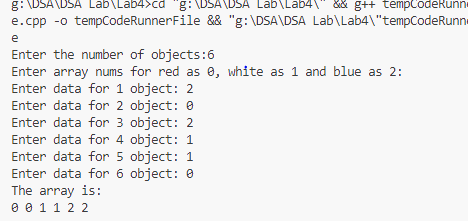 g:\DSA\DSA Lab\Lab4>cd "g:\DSA\DSA Lab\Lab4\" && g++ tempCodeRunnerFil
e.cpp -o tempCodeRunnerFile && "g:\DSA\DSA Lab\Lab4\"tempCodeRunnerFil
e
Enter the number of objects:6
Enter array nums for red as 0, white as 1 and blue as 2:
Enter data for 1 object: 2
Enter data for 2 object: 0
Enter data for 3 object: 2
Enter data for 4 object: 1
Enter data for 5 object: 1
Enter data for 6 object: 0
The array is:
0 0 1 1 2 2